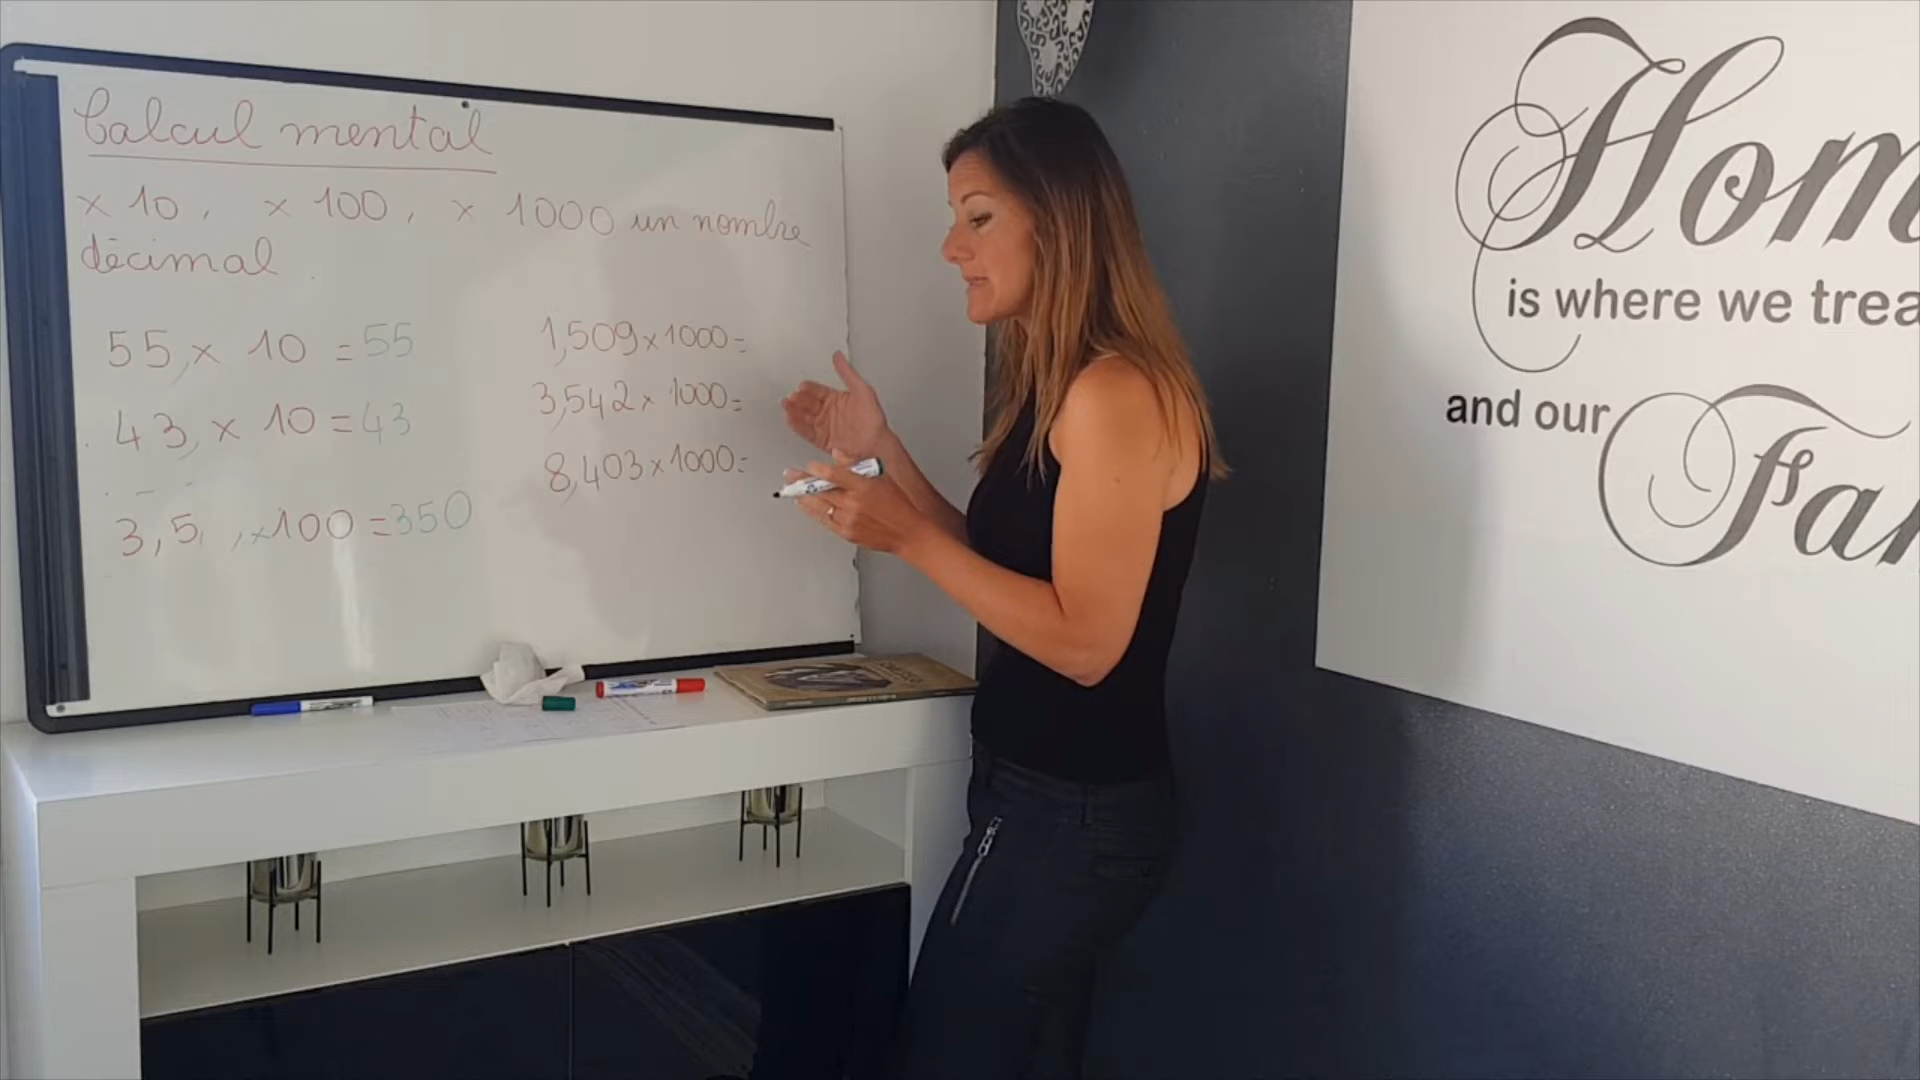 Calcul mental
x 10, x 100, x 1000 un nombre
décimal.
55, x 10 = 55
43, x 10 = 43
3,5, , x 100 = 350
1,509 x 1000 =
3,542 x 1000 =
8,403 x 1000 =
Hom
is where we trea
and our
Fa